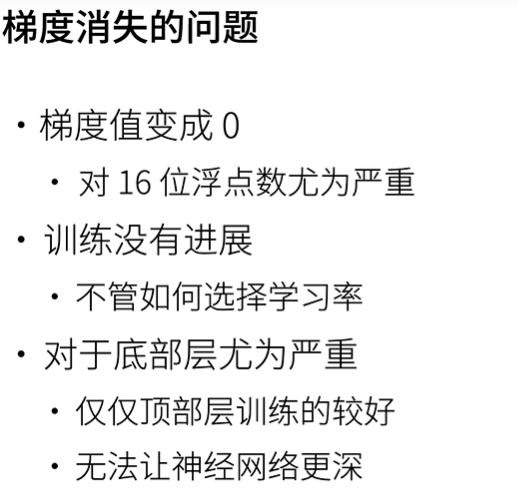 梯度消失的问题
• 梯度值变成 0
• 对 16 位浮点数尤为严重
• 训练没有进展
• 不管如何选择学习率
• 对于底部层尤为严重
• 仅仅顶部层训练的较好
• 无法让神经网络更深